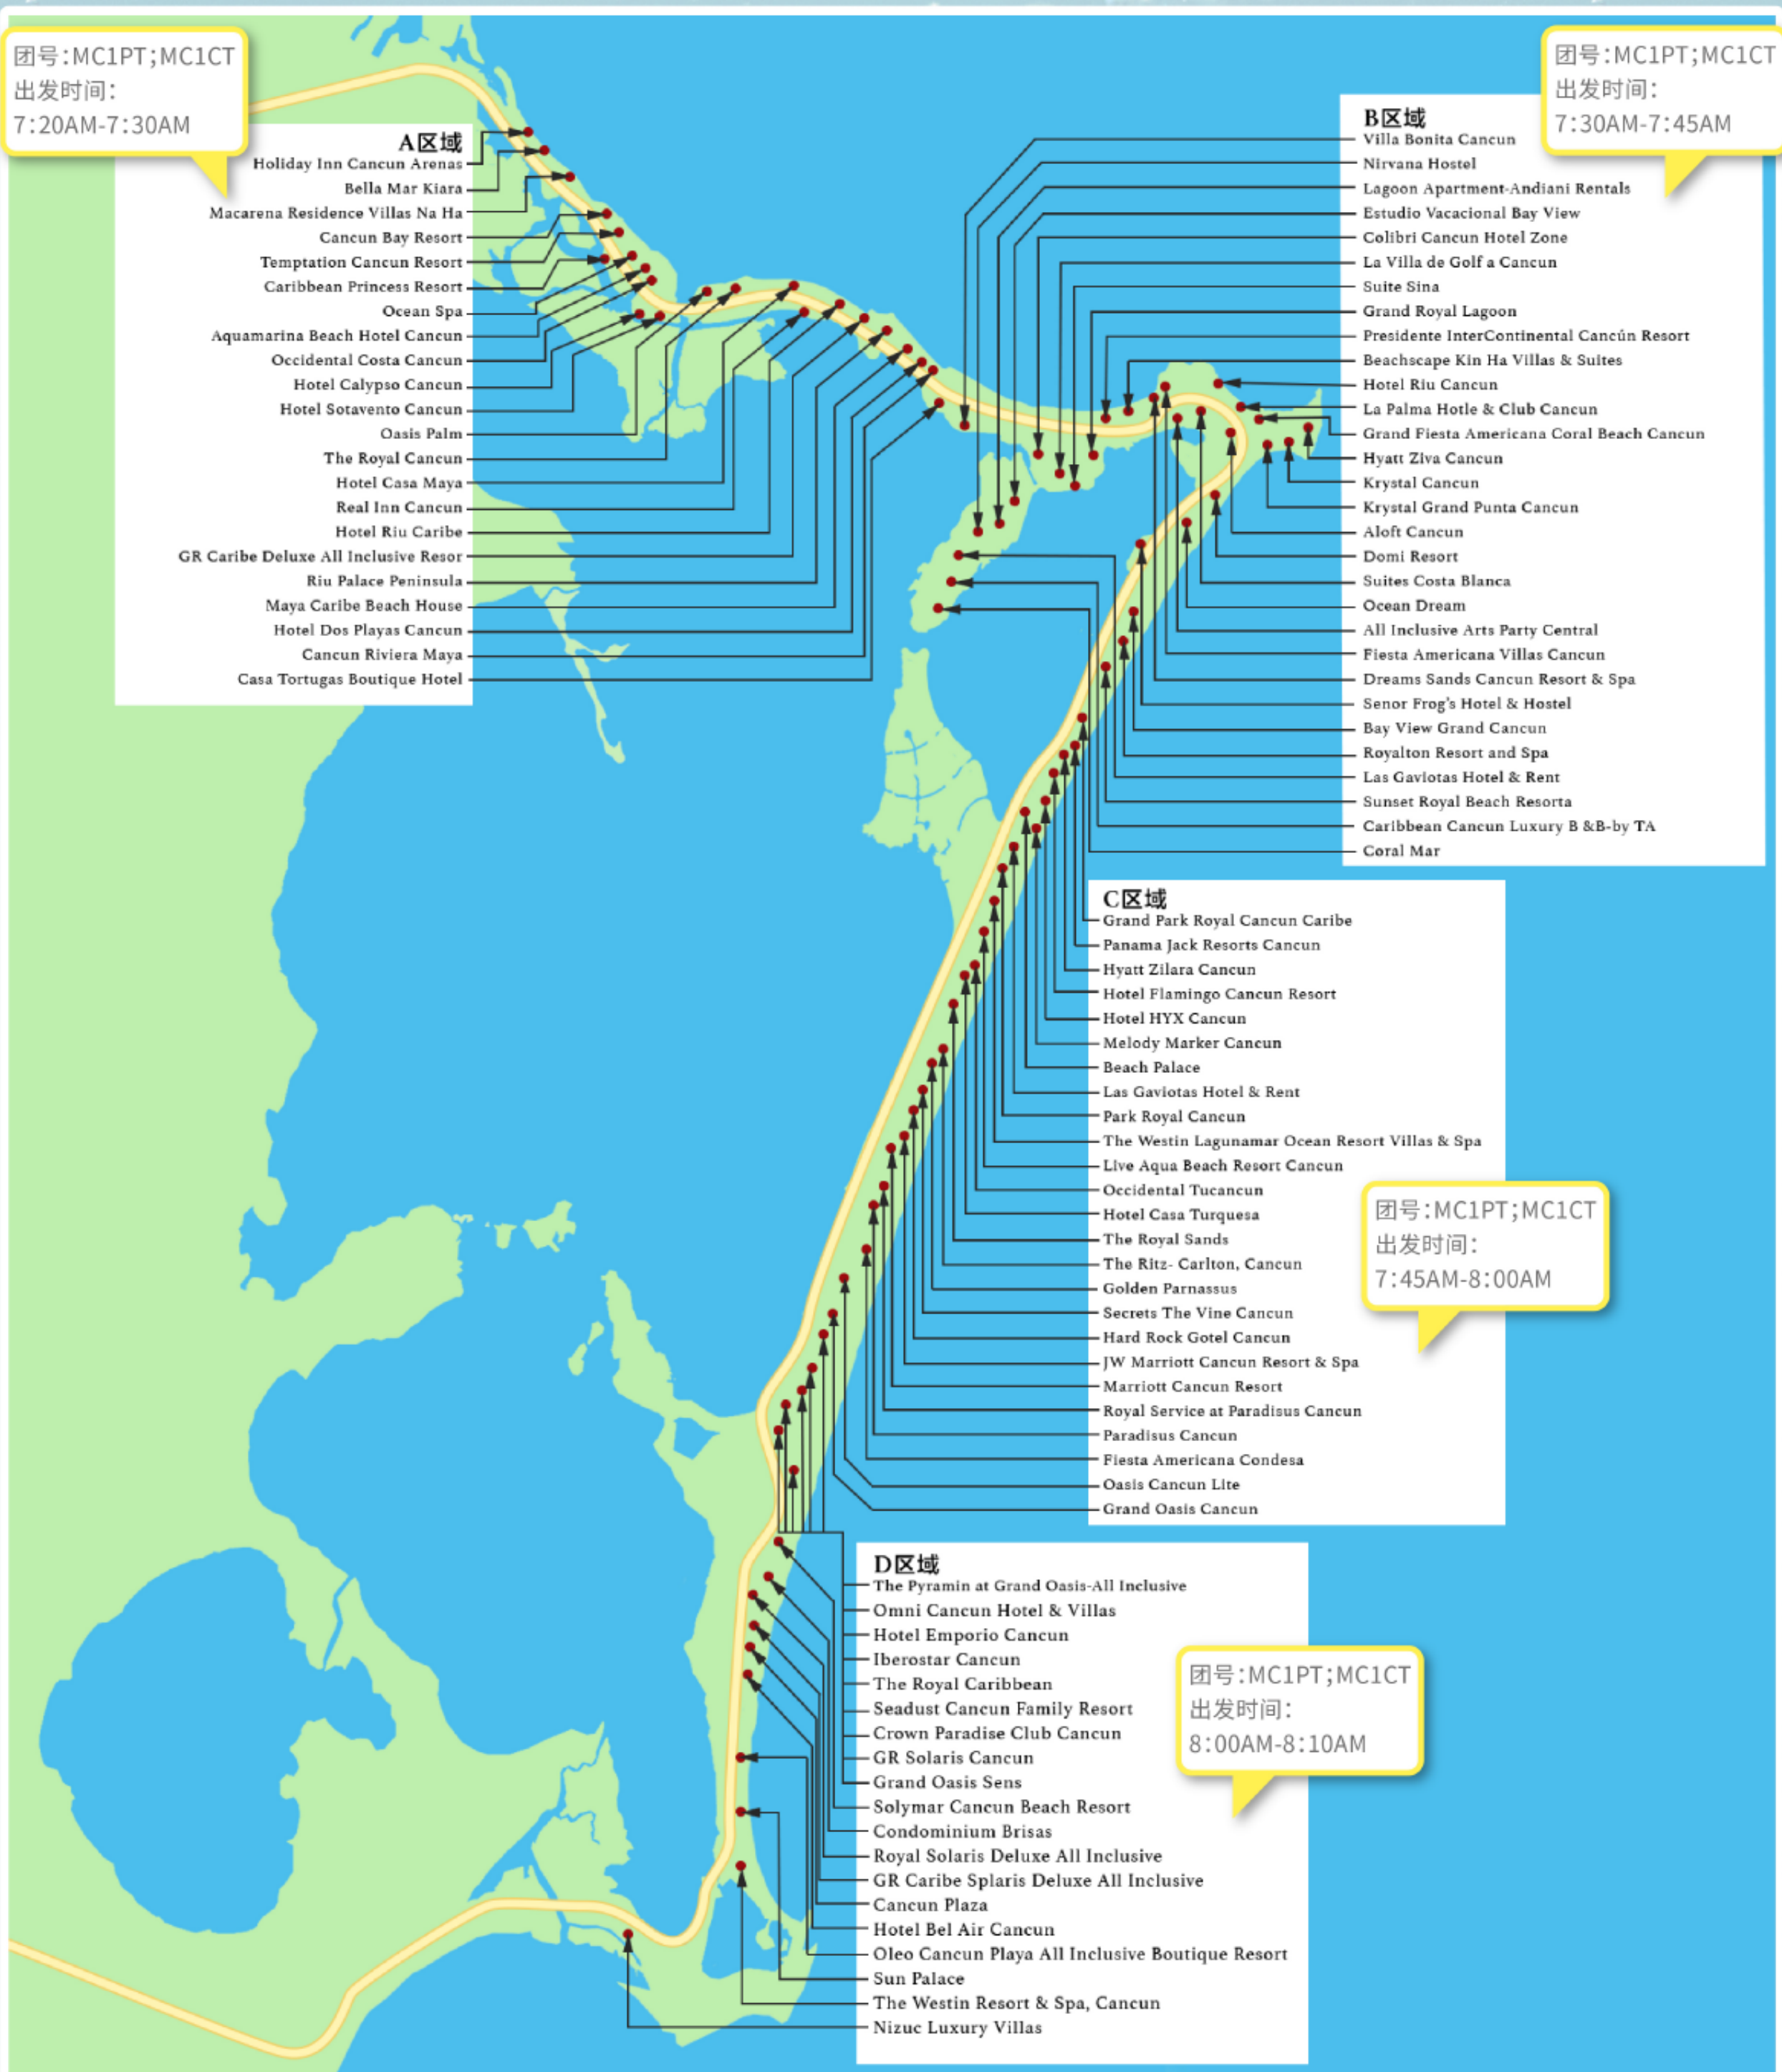 团号：MC1PT；MC1CT
出发时间：
7：20AM-7：30AM
A区域
Holiday Inn Cancun Arenas
Bella Mar Kiara
Macarena Residence Villas Na Ha
Cancun Bay Resort
Temptation Cancun Resort
Caribbean Princess Resort
Ocean Spa
Aquamarina Beach Hotel Cancun
Occidental Costa Cancun
Hotel Calypso Cancun
Hotel Sotavento Cancun
Oasis Palm
The Royal Cancun
Hotel Casa Maya
Real Inn Cancun
Hotel Riu Caribe
GR Caribe Deluxe All Inclusive Resor
Riu Palace Peninsula
Maya Caribe Beach House
Hotel Dos Playas Cancun
Cancun Riviera Maya
Casa Tortugas Boutique Hotel
团号：MC1PT；MC1CT
出发时间：
7：30AM-7：45AM
B区域
Villa Bonita Cancun
Nirvana Hostel
Lagoon Apartment-Andiani Rentals
Estudio Vacacional Bay View
Colibri Cancun Hotel Zone
La Villa de Golf a Cancun
Suite Sina
Grand Royal Lagoon
Presidente InterContinental Cancún Resort
Beachscape Kin Ha Villas & Suites
Hotel Riu Cancun
La Palma Hotle & Club Cancun
Grand Fiesta Americana Coral Beach Cancun
Hyatt Ziva Cancun
Krystal Cancun
Krystal Grand Punta Cancun
Aloft Cancun
Domi Resort
Suites Costa Blanca
Ocean Dream
All Inclusive Arts Party Central
Fiesta Americana Villas Cancun
Dreams Sands Cancun Resort & Spa
Senor Frog's Hotel & Hostel
Bay View Grand Cancun
Royalton Resort and Spa
Las Gaviotas Hotel & Rent
Sunset Royal Beach Resorta
Caribbean Cancun Luxury B &B-by TA
Coral Mar
C区域
Grand Park Royal Cancun Caribe
Panama Jack Resorts Cancun
Hyatt Zilara Cancun
Hotel Flamingo Cancun Resort
Hotel HYX Cancun
Melody Marker Cancun
Beach Palace
Las Gaviotas Hotel & Rent
Park Royal Cancun
The Westin Lagunamar Ocean Resort Villas & Spa
Live Aqua Beach Resort Cancun
Occidental Tucancun
Hotel Casa Turquesa
The Royal Sands
The Ritz- Carlton, Cancun
Golden Parnassus
Secrets The Vine Cancun
Hard Rock Gotel Cancun
JW Marriott Cancun Resort & Spa
Marriott Cancun Resort
Royal Service at Paradisus Cancun
Paradisus Cancun
Fiesta Americana Condesa
Oasis Cancun Lite
Grand Oasis Cancun
团号：MC1PT；MC1CT
出发时间：
7：45AM-8：00AM
D区域
The Pyramin at Grand Oasis-All Inclusive
Omni Cancun Hotel & Villas
Hotel Emporio Cancun
Iberostar Cancun
The Royal Caribbean
Seadust Cancun Family Resort
Crown Paradise Club Cancun
GR Solaris Cancun
Grand Oasis Sens
Solymar Cancun Beach Resort
Condominium Brisas
Royal Solaris Deluxe All Inclusive
GR Caribe Splaris Deluxe All Inclusive
Cancun Plaza
Hotel Bel Air Cancun
Oleo Cancun Playa All Inclusive Boutique Resort
Sun Palace
The Westin Resort & Spa, Cancun
Nizuc Luxury Villas
团号：MC1PT；MC1CT
出发时间：
8：00AM-8：10AM